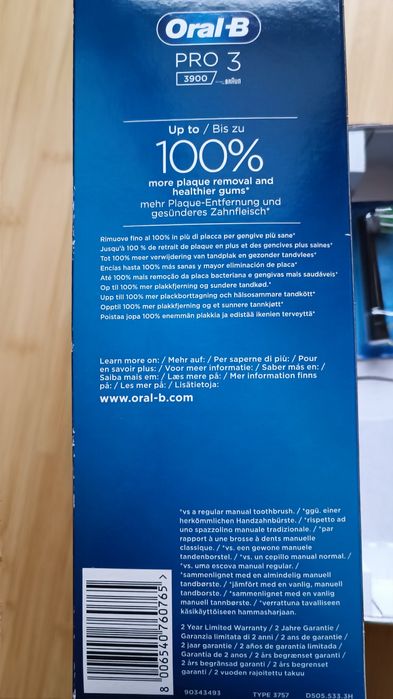 Oral-B
PRO 3
3900 BRAUN
Up to / Bis zu
100%
more plaque removal and
healthier gums*
mehr Plaque-Entfernung und
gesünderes Zahnfleisch*
Rimuove fino al 100% in più di placca per gengive più sane*
Jusqu'à 100 % de retrait de plaque en plus et des gencives plus saines*
Tot 100% meer verwijdering van tandplak en gezonder tandvlees*
Encías hasta 100% más sanas y mayor eliminación de placa*
Até 100% mais remoção da placa bacteriana e gengivas mais saudáveis*
Op til 100% mer plakfjerning og sundere tandkød.*
Upp till 100% mer plackborttagning och hälsosammare tandkött*
Opptil 100% mer plakkfjerning og et sunnere tannkjøtt*
Poistaa jopa 100% enemmän plakkia ja edistää ikenien terveyttä*
Learn more on: / Mehr auf: / Per saperne di più: / Pour
en savoir plus: / Voor meer informatie: / Saber más en: /
Saiba mais em: / Læs mere på: / Mer information finns
på: / Les mer på: / Lisätietoja:
www.oral-b.com
*vs a regular manual toothbrush. / *ggü. einer
herkömmlichen Handzahnbürste. / *rispetto ad
uno spazzolino manuale tradizionale. / *par
rapport à une brosse à dents manuelle
classique. / *vs. een gewone manuele
tandenborstel. / *vs. un cepillo manual normal. /
*vs. uma escova manual regular. /
*sammenlignet med en almindelig manuel
tandbørste. / *jämfört med en vanlig, manuell
tandborste. / *sammenlignet med en vanlig
manuell tannbørste. / *verrattuna tavalliseen
käsikäyttöiseen hammasharjaan.
2 Year Limited Warranty / 2 Jahre Garantie /
Garanzia limitata di 2 anni / 2 ans de garantie /
2 jaar garantie / 2 años de garantía limitada /
Garantia de 2 anos / 2 års begrænset garanti /
2 års begränsad garanti / 2 års begrenset
garanti / 2 vuoden rajoitettu takuu
8 006540 760765 >
90343493 TYPE 3757 D505.533.3H